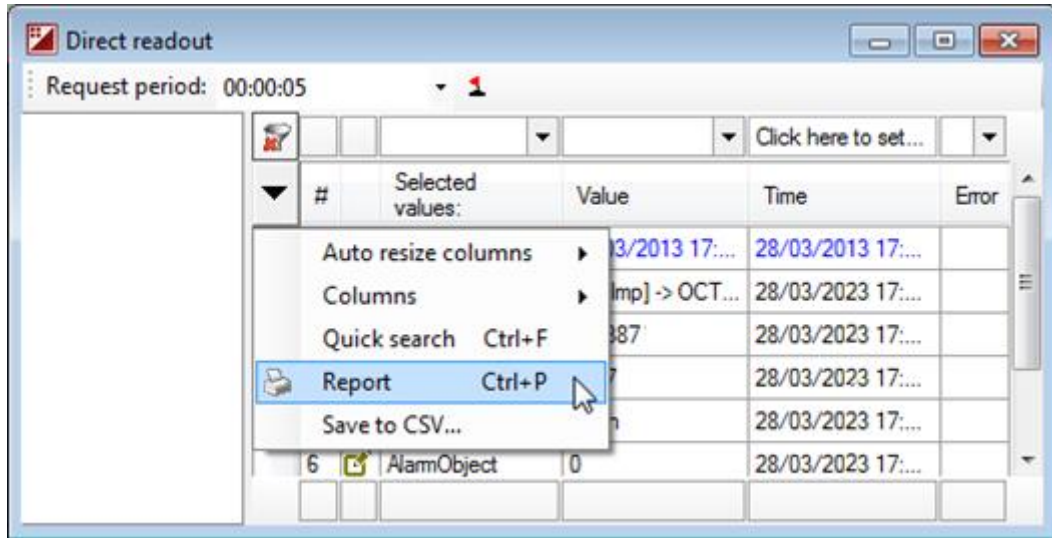 Direct readout
Request period: 00:00:05 1
Click here to set...
# Selected values: Value Time Error
Auto resize columns
Columns
Quick search Ctrl+F
Report Ctrl+P
Save to CSV...
03/2013 17:... 28/03/2013 17:...
Imp] -> OCT... 28/03/2023 17:...
387 28/03/2023 17:...
28/03/2023 17:...
28/03/2023 17:...
6 AlarmObject 0 28/03/2023 17:...